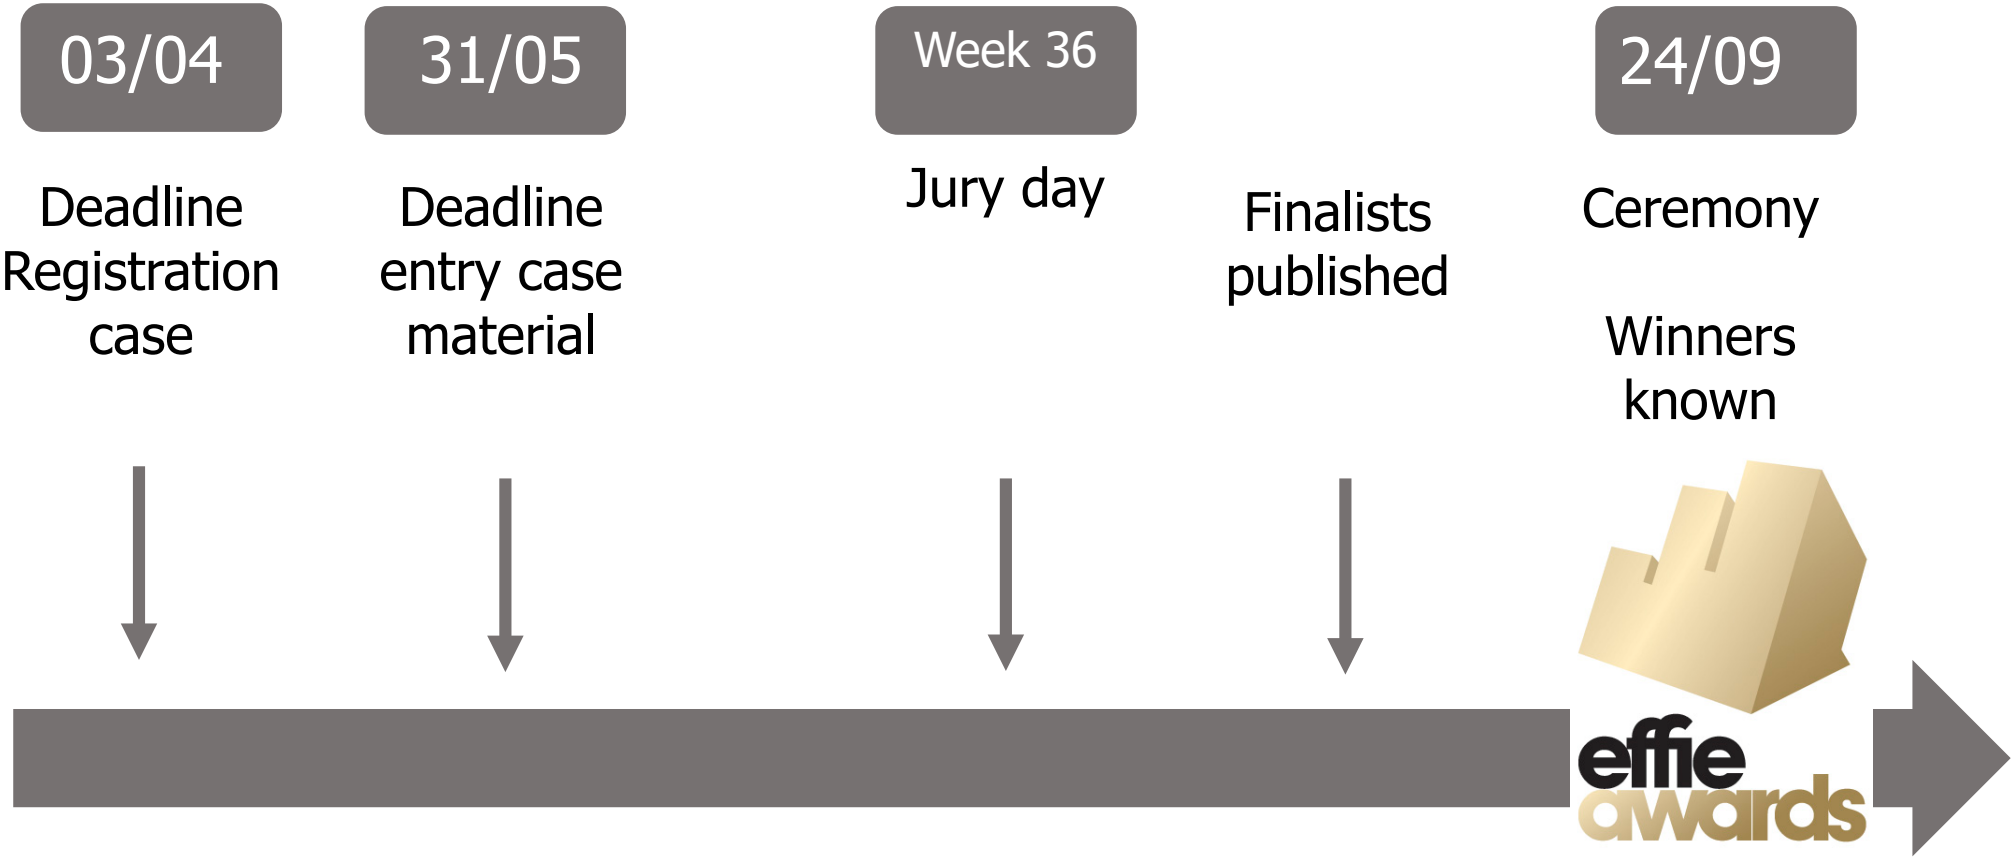 03/04
Deadline
Registration
case
31/05
Deadline
entry case
material
Week 36
Jury day
Finalists
published
24/09
Ceremony
Winners
known
effie
awards